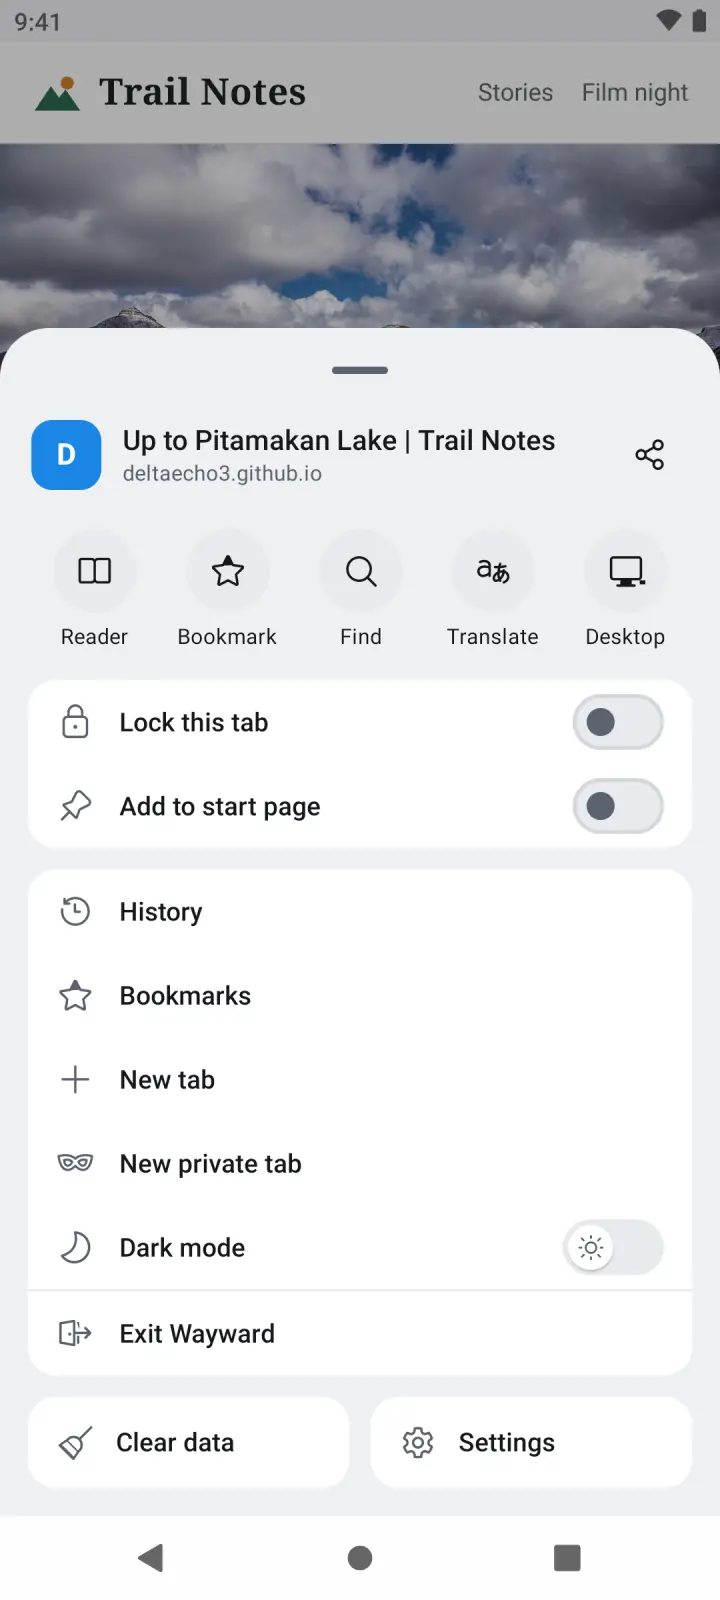 9:41
Trail Notes
Stories
Film night
D
Up to Pitamakan Lake | Trail Notes
deltaecho3.github.io
aあ
Reader
Bookmark
Find
Translate
Desktop
Lock this tab
Add to start page
History
Bookmarks
New tab
New private tab
Dark mode
Exit Wayward
Clear data
Settings